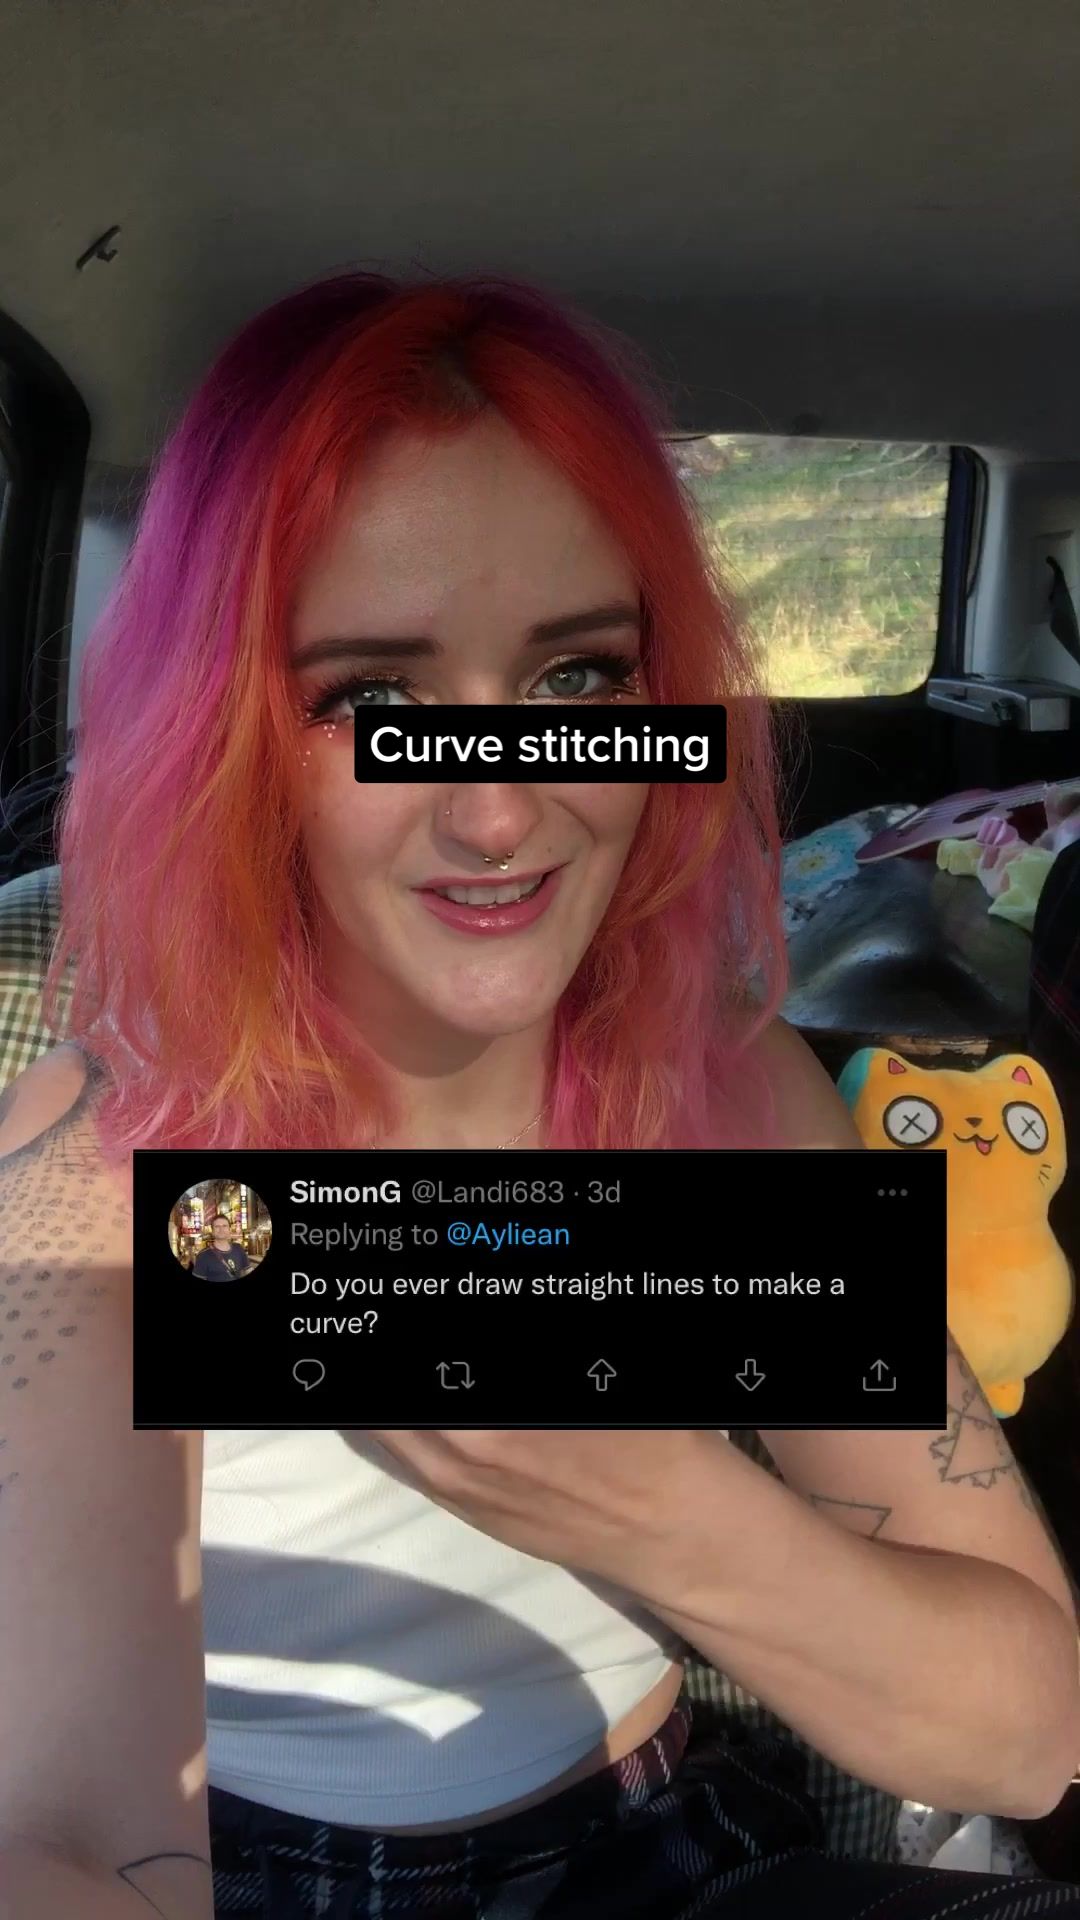 Curve stitching
SimonG @Landi683 · 3d
Replying to @Ayliean
Do you ever draw straight lines to make a
curve?